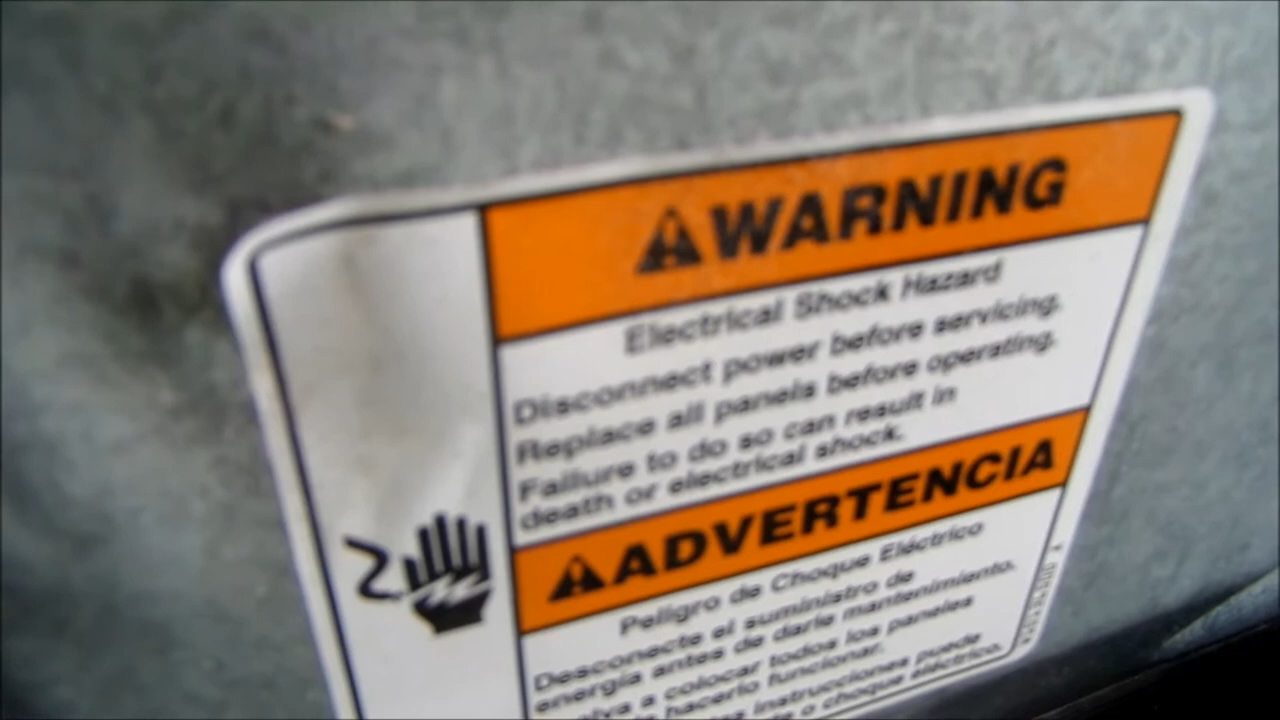 WARNING
Electrical Shock Hazard
Disconnect power before servicing.
Replace all panels before operating.
Failure to do so can result in
death or electrical shock.
ADVERTENCIA
Peligro de Choque Eléctrico
Desconecte el suministro de
energía antes de darle mantenimiento.
a colocar todos los paneles
hacerlo funcionar.
instrucciones puede
o choque eléctrico.